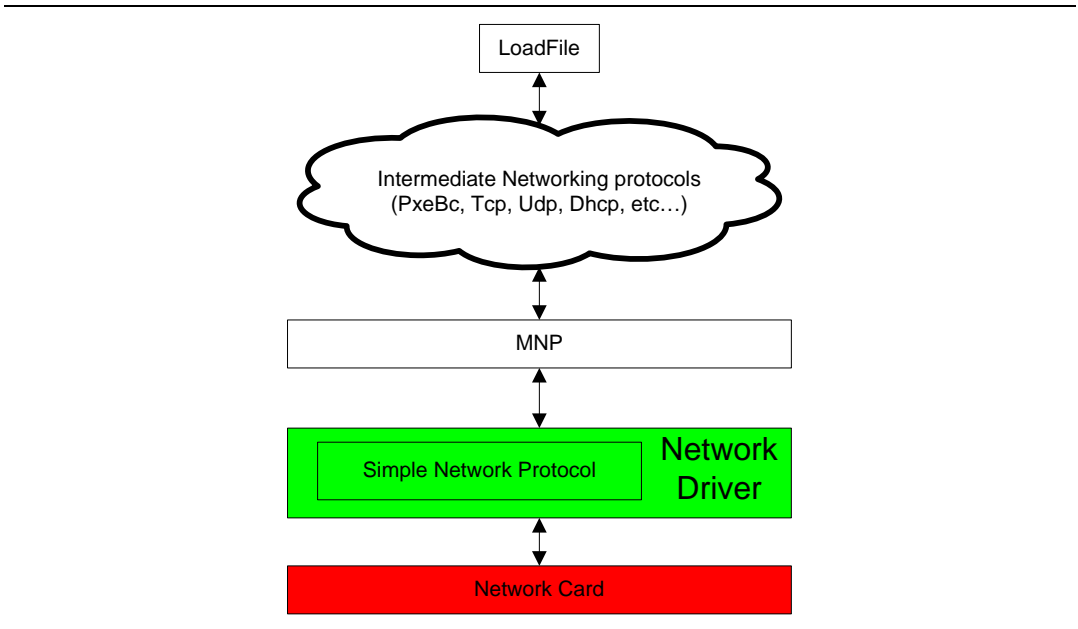 LoadFile
Intermediate Networking protocols
(PxeBc, Tcp, Udp, Dhcp, etc…)
MNP
Simple Network Protocol
Network
Driver
Network Card